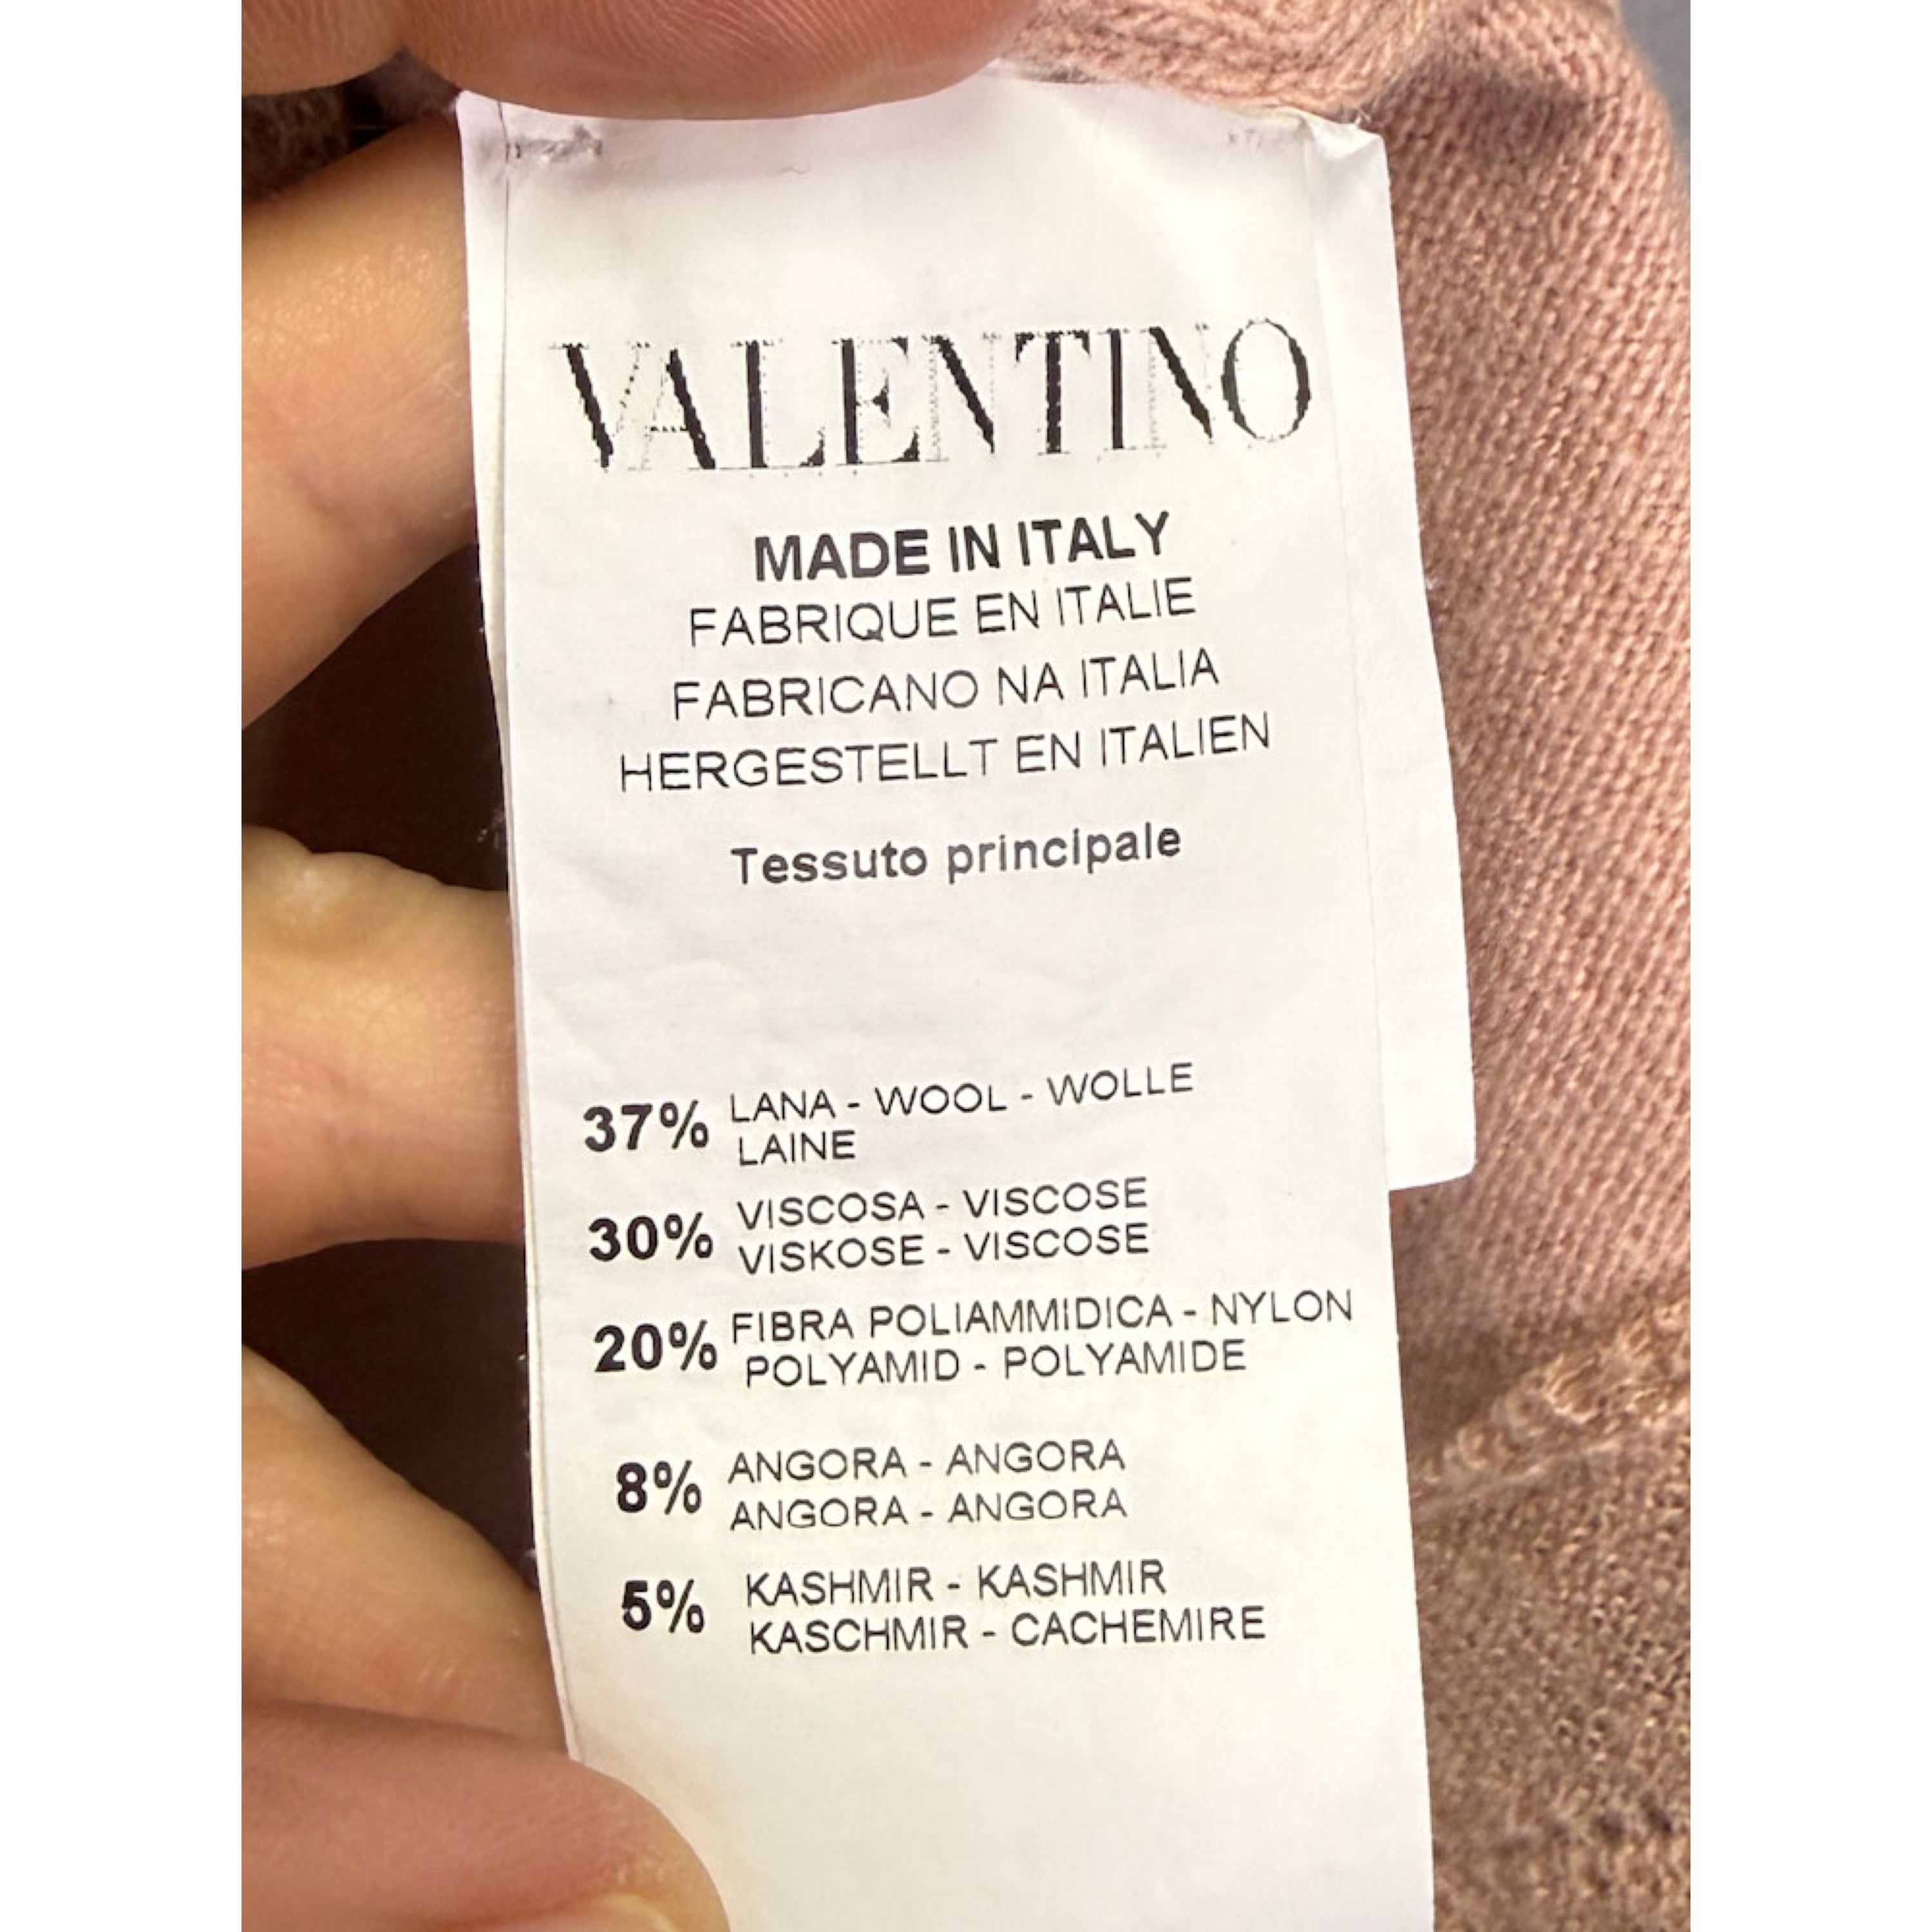 VALENTINO
MADE IN ITALY
FABRIQUE EN ITALIE
FABRICANO NA ITALIA
HERGESTELLT EN ITALIEN
Tessuto principale
37% LANA - WOOL - WOLLE
LAINE
30% VISCOSA - VISCOSE
VISKOSE - VISCOSE
20% FIBRA POLIAMMIDICA - NYLON
POLYAMID - POLYAMIDE
8% ANGORA - ANGORA
ANGORA - ANGORA
5% KASHMIR - KASHMIR
KASCHMIR - CACHEMIRE